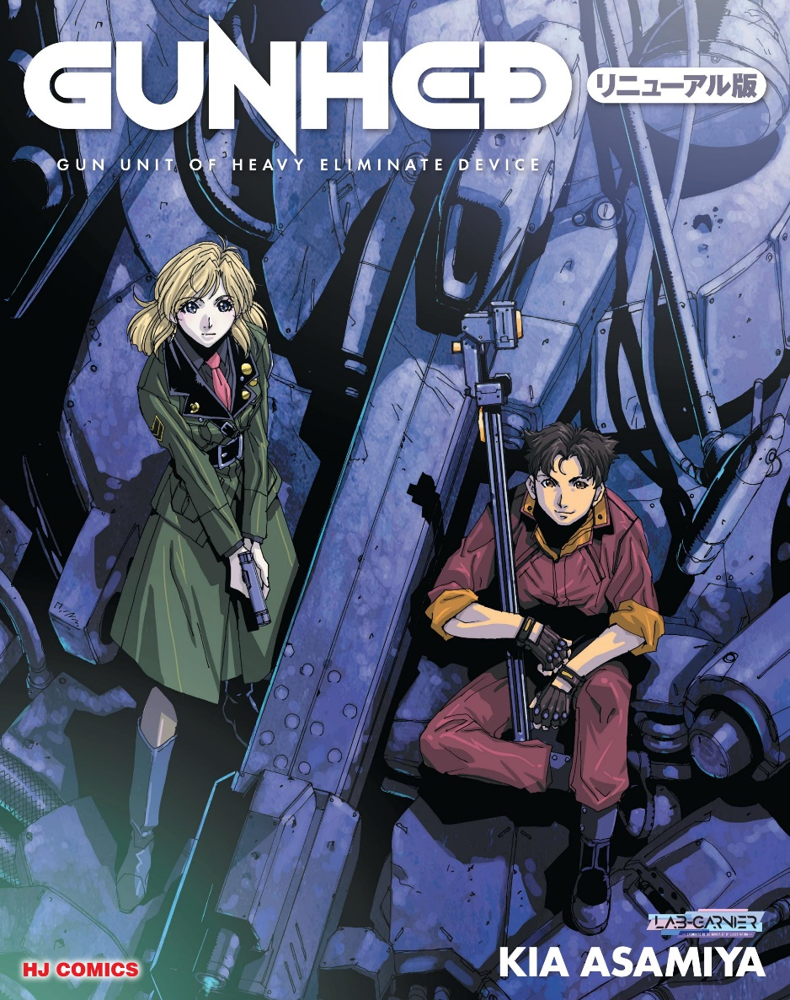 GUNHED
リニューアル版
GUN UNIT OF HEAVY ELIMINATE DEVICE
LAB-GARNIER
HJ COMICS
KIA ASAMIYA